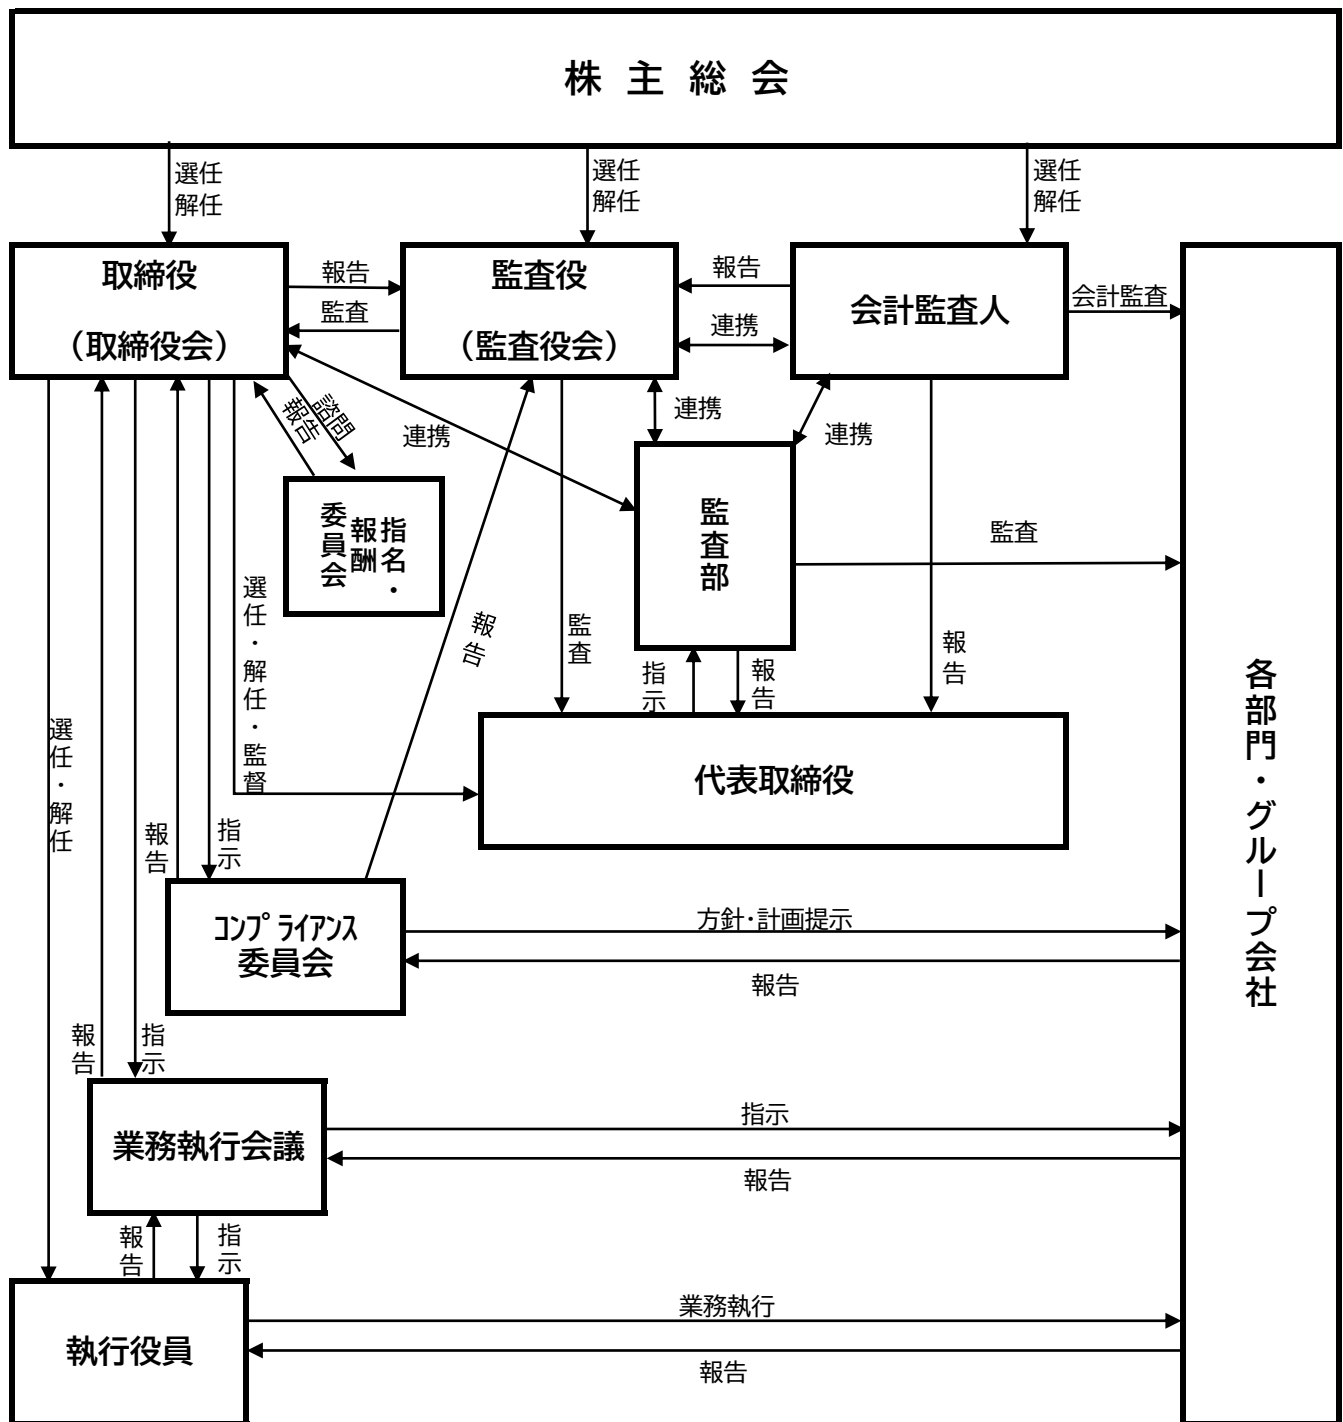 株 主 総 会
選任
解任
選任
解任
選任
解任
取締役
（取締役会）
報告
監査
監査役
（監査役会）
報告
連携
会計監査人
会計監査
諮問
報告
連携
連携
連携
指名・
報酬
委員会
監査部
監査
選任・解任・監督
報告
監査
指示
報告
報告
各部門・グループ会社
代表取締役
選任・解任
報告
指示
ｺﾝﾌﾟﾗｲｱﾝｽ
委員会
方針・計画提示
報告
報告
指示
業務執行会議
指示
報告
報告
指示
執行役員
業務執行
報告